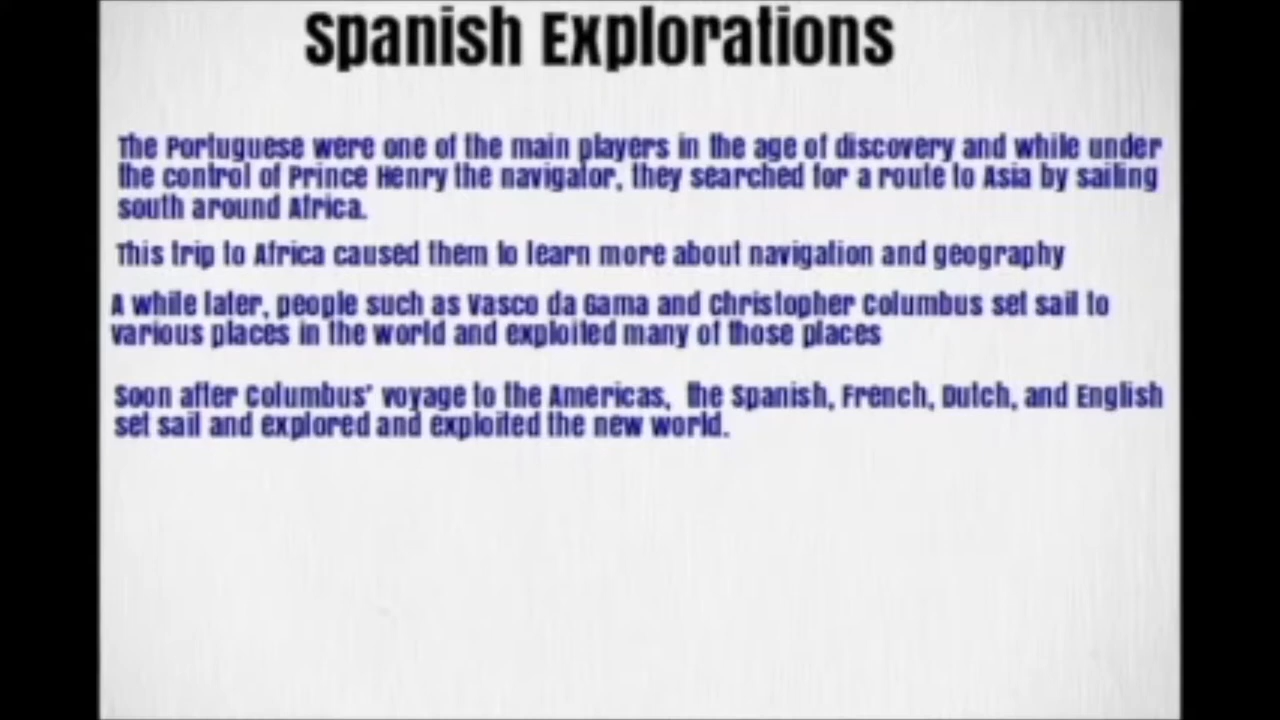 Spanish Explorations
The Portuguese were one of the main players in the age of discovery and while under
the control of Prince Henry the navigator, they searched for a route to Asia by sailing
south around Africa.
This trip to Africa caused them to learn more about navigation and geography
A while later, people such as Vasco da Gama and Christopher Columbus set sail to
various places in the world and exploited many of those places
Soon after Columbus' voyage to the Americas,  the Spanish, French, Dutch, and English
set sail and explored and exploited the new world.